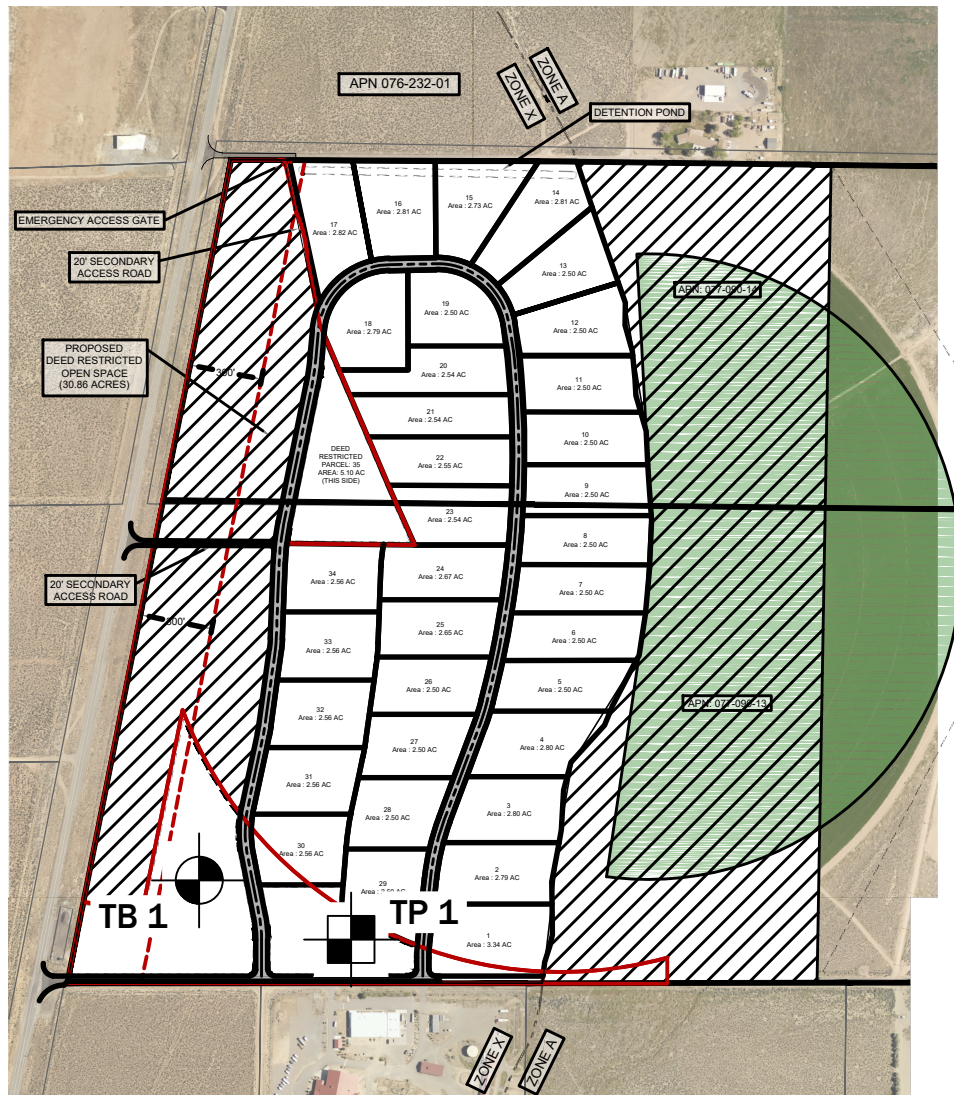 APN 076-232-01
ZONE X
ZONE A
DETENTION POND
EMERGENCY ACCESS GATE
20' SECONDARY
ACCESS ROAD
PROPOSED
DEED RESTRICTED
OPEN SPACE
(30.86 ACRES)
300'
17
Area : 2.82 AC
16
Area : 2.81 AC
15
Area : 2.73 AC
14
Area : 2.81 AC
13
Area : 2.50 AC
12
Area : 2.50 AC
APN: 077-090-14
18
Area : 2.79 AC
19
Area : 2.50 AC
20
Area : 2.54 AC
11
Area : 2.50 AC
21
Area : 2.54 AC
10
Area : 2.50 AC
22
Area : 2.55 AC
DEED
RESTRICTED
PARCEL: 35
AREA: 5.10 AC
(THIS SIDE)
9
Area : 2.50 AC
23
Area : 2.54 AC
8
Area : 2.50 AC
20' SECONDARY
ACCESS ROAD
300'
34
Area : 2.56 AC
24
Area : 2.67 AC
7
Area : 2.50 AC
33
Area : 2.56 AC
25
Area : 2.65 AC
6
Area : 2.50 AC
26
Area : 2.50 AC
5
Area : 2.50 AC
32
Area : 2.56 AC
APN: 077-090-13
27
Area : 2.50 AC
4
Area : 2.80 AC
31
Area : 2.56 AC
28
Area : 2.50 AC
3
Area : 2.80 AC
30
Area : 2.56 AC
29
2
Area : 2.79 AC
TB 1
TP 1
1
Area : 3.34 AC
ZONE X
ZONE A